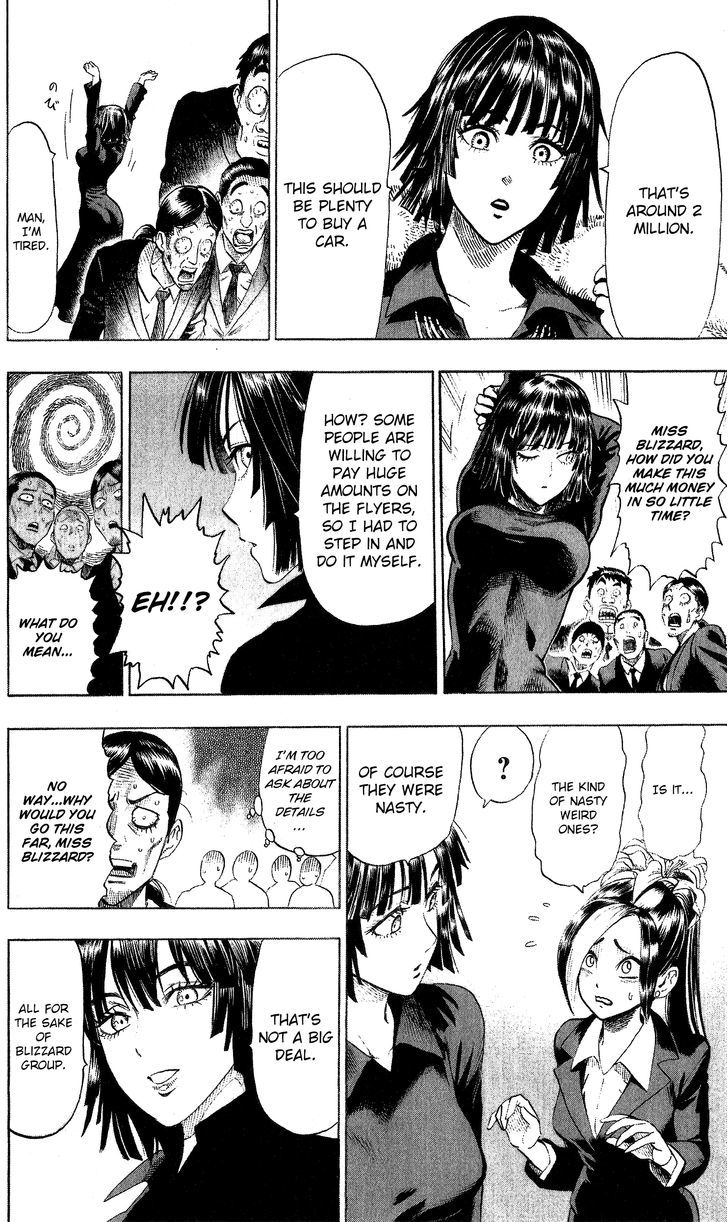 THAT'S
AROUND 2
MILLION.
THIS SHOULD
BE PLENTY
TO BUY A
CAR.
のび
MAN,
I'M
TIRED.
MISS
BLIZZARD,
HOW DID YOU
MAKE THIS
MUCH MONEY
IN SO LITTLE
TIME?
HOW? SOME
PEOPLE ARE
WILLING TO
PAY HUGE
AMOUNTS ON
THE FLYERS,
SO I HAD TO
STEP IN AND
DO IT MYSELF.
EH!!?
WHAT DO
YOU
MEAN...
IS IT...
THE KIND
OF NASTY
WEIRD
ONES?
?
OF COURSE
THEY WERE
NASTY.
I'M TOO
AFRAID TO
ASK ABOUT
THE
DETAILS
...
NO
WAY...WHY
WOULD YOU
GO THIS
FAR, MISS
BLIZZARD?
THAT'S
NOT A BIG
DEAL.
ALL FOR
THE SAKE
OF
BLIZZARD
GROUP.